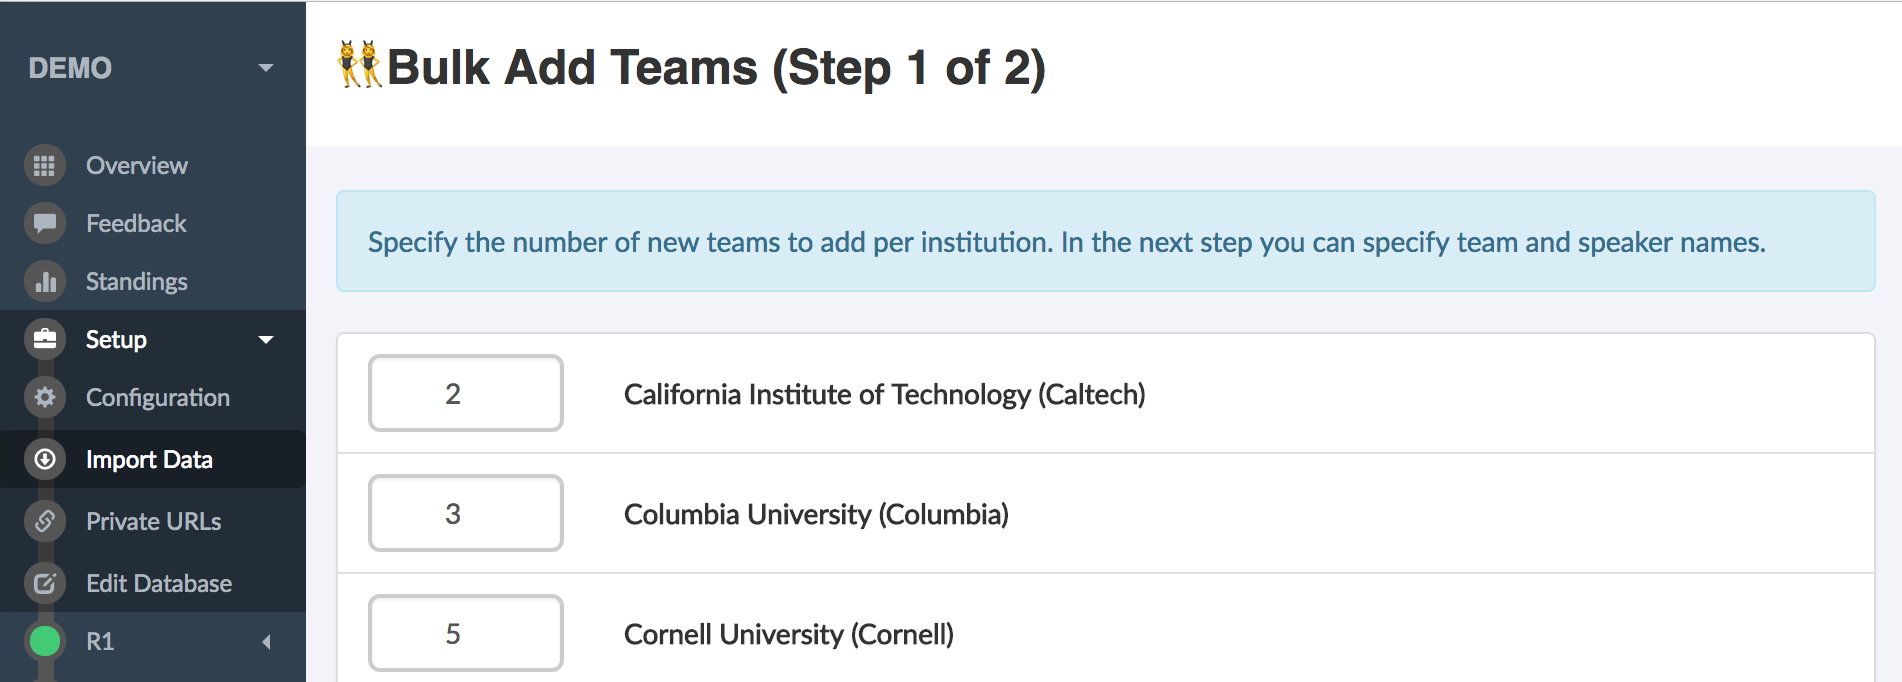 DEMO
Overview
Feedback
Standings
Setup
Configuration
Import Data
Private URLs
Edit Database
R1
Bulk Add Teams (Step 1 of 2)
Specify the number of new teams to add per institution. In the next step you can specify team and speaker names.
2 California Institute of Technology (Caltech)
3 Columbia University (Columbia)
5 Cornell University (Cornell)